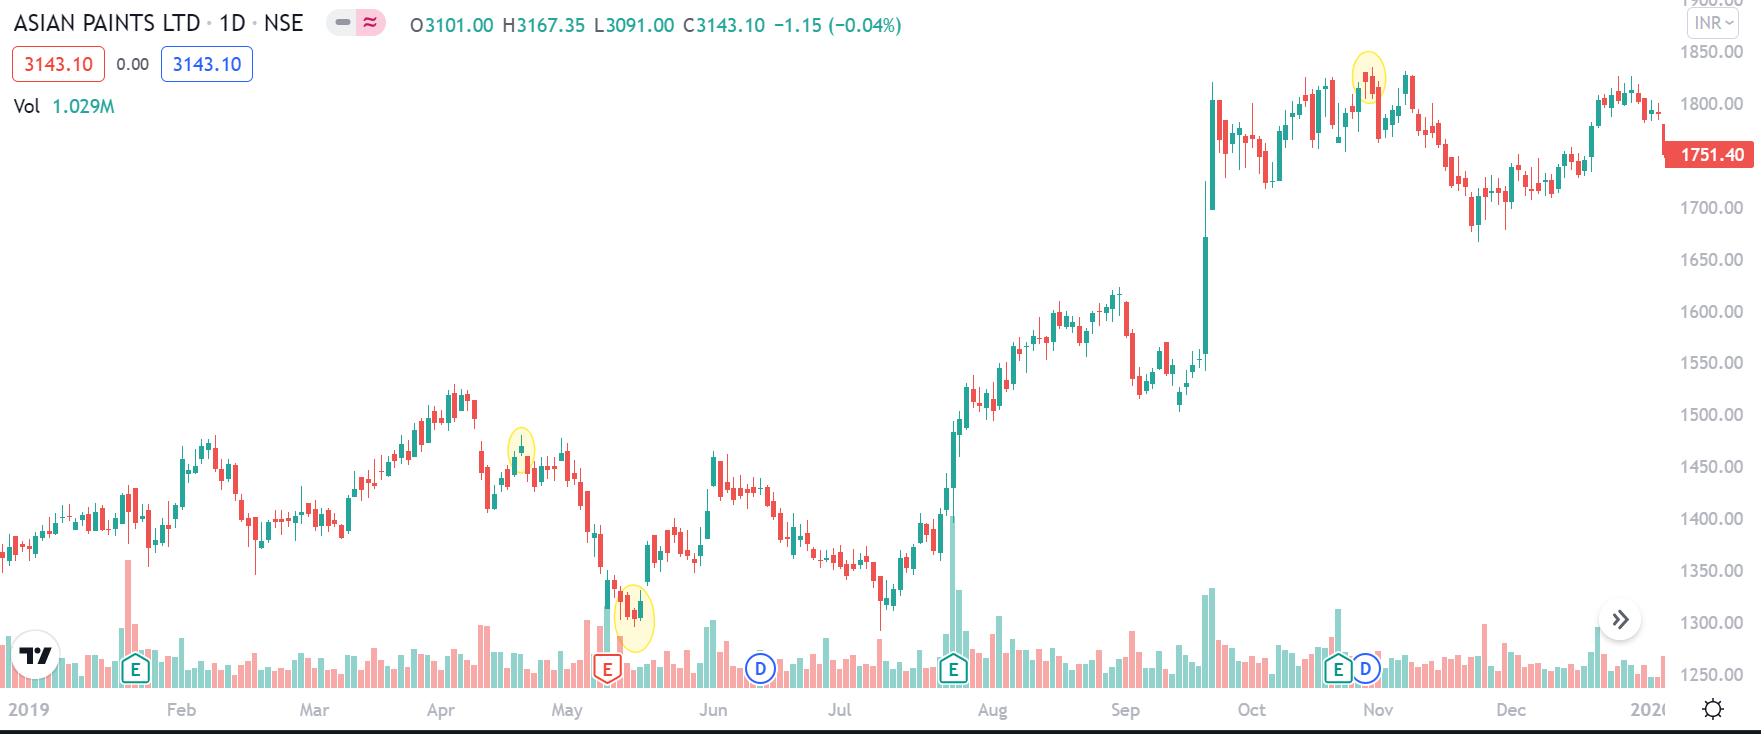 ASIAN PAINTS LTD · 1D · NSE O3101.00 H3167.35 L3091.00 C3143.10 −1.15 (−0.04%)
3143.10 0.00 3143.10
Vol 1.029M
1900.00
INR
1850.00
1800.00
1751.40
1700.00
1650.00
1600.00
1550.00
1500.00
1450.00
1400.00
1350.00
1300.00
1250.00
E E D E E D
2019 Feb Mar Apr May Jun Jul Aug Sep Oct Nov Dec 2020